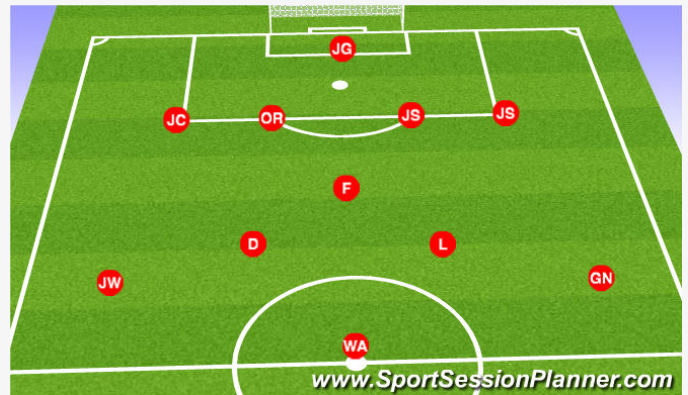 JG
JC
OR
JS
JS
F
D
L
JW
GN
WA
www.SportSessionPlanner.com